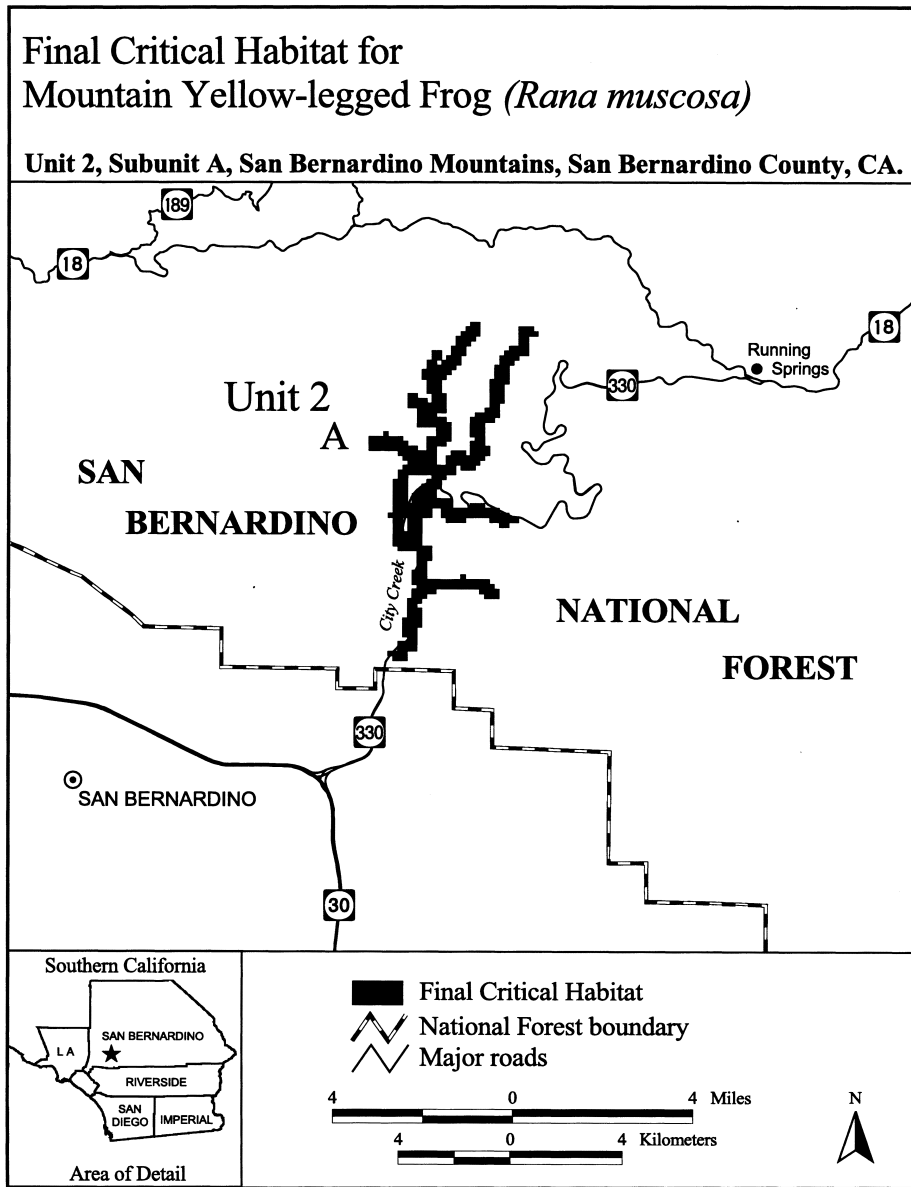 Final Critical Habitat for
Mountain Yellow-legged Frog (Rana muscosa)
Unit 2, Subunit A, San Bernardino Mountains, San Bernardino County, CA.
189
18
18
Running
Springs
330
Unit 2
A
SAN
BERNARDINO
City Creek
NATIONAL
FOREST
330
SAN BERNARDINO
30
Southern California
SAN BERNARDINO
L A
RIVERSIDE
SAN
DIEGO
IMPERIAL
Area of Detail
Final Critical Habitat
National Forest boundary
Major roads
4 0 4 Miles
4 0 4 Kilometers
N